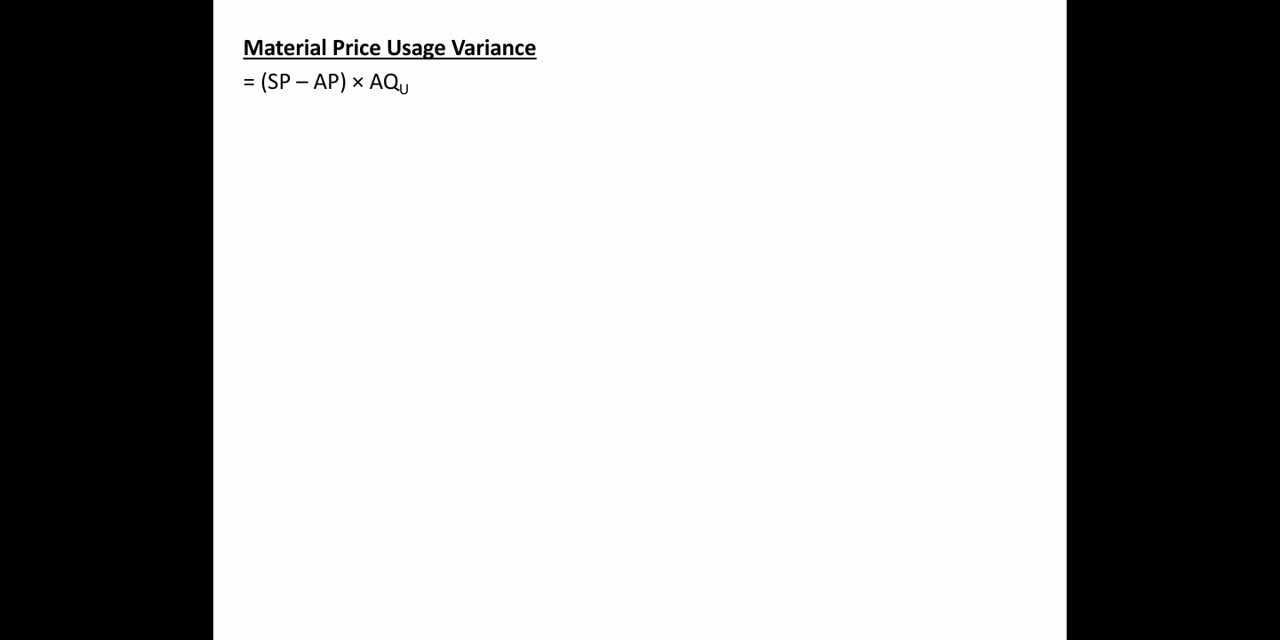 Material Price Usage Variance
= (SP – AP) × AQU